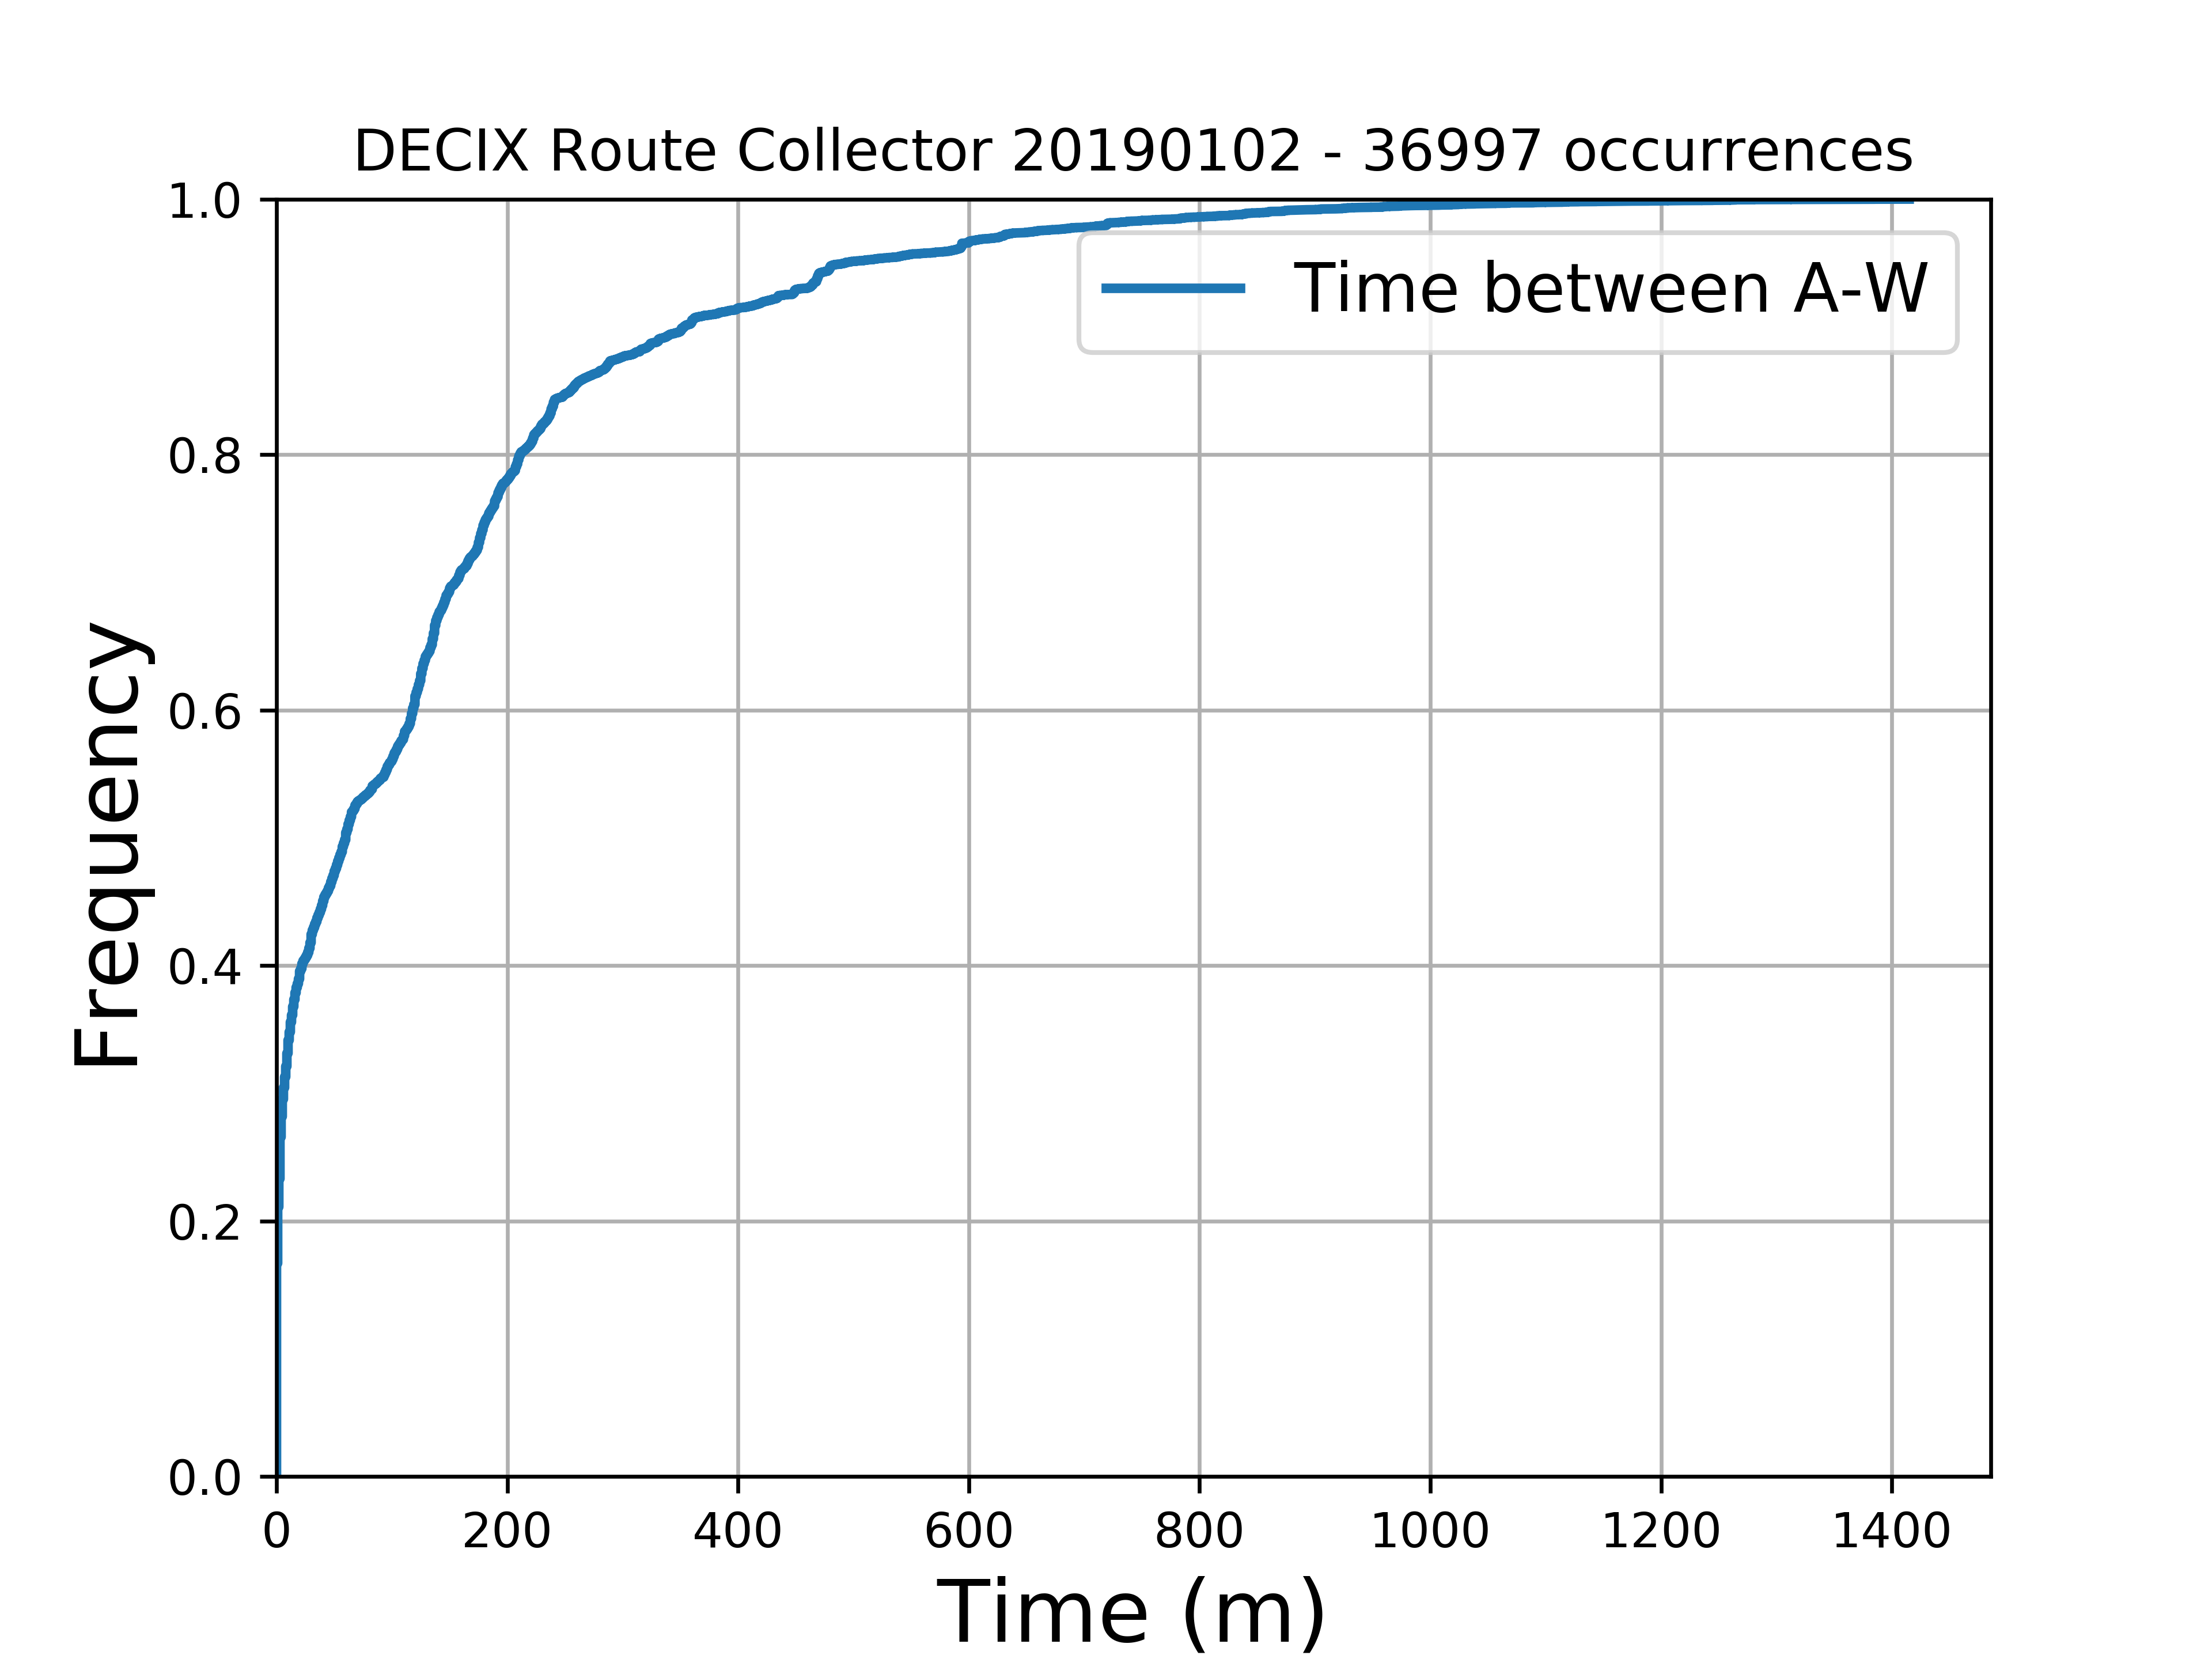 DECIX Route Collector 20190102 - 36997 occurrences
1.0
0.8
0.6
0.4
0.2
0.0
Frequency
Time between A-W
0 200 400 600 800 1000 1200 1400
Time (m)